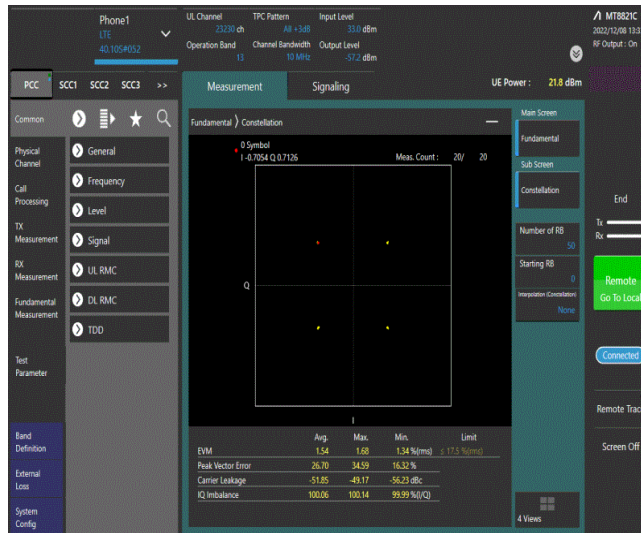 Phone1
LTE
40.105#052
UL Channel TPC Pattern Input Level
23230 ch All +3dB 33.0 dBm
Operation Band Channel Bandwidth Output Level
13 10 MHz -57.2 dBm
MT8821C
2022/12/08 13:3
RF Output : On
PCC SCC1 SCC2 SCC3 >>
Measurement Signaling UE Power : 21.8 dBm
Common
Physical
Channel
Call
Processing
TX
Measurement
RX
Measurement
Fundamental
Measurement
Test
Parameter
Band
Definition
External
Loss
System
Config
General
Frequency
Level
Signal
UL RMC
DL RMC
TDD
Fundamental Constellation
0 Symbol
I -0.7054 Q 0.7126 Meas. Count : 20/ 20
Q
I
Avg. Max. Min. Limit
EVM 1.54 1.68 1.34 %(rms) ≤ 17.5 %(rms)
Peak Vector Error 26.70 34.59 16.32 %
Carrier Leakage -51.85 -49.17 -56.23 dBc
IQ Imbalance 100.06 100.14 99.99 %(I/Q)
Main Screen
Fundamental
Sub Screen
Constellation
Number of RB
50
Starting RB
0
Interpolation (Constellation)
None
4 Views
End
Tx
Rx
Remote
Go To Local
Connected
Remote Trac
Screen Off